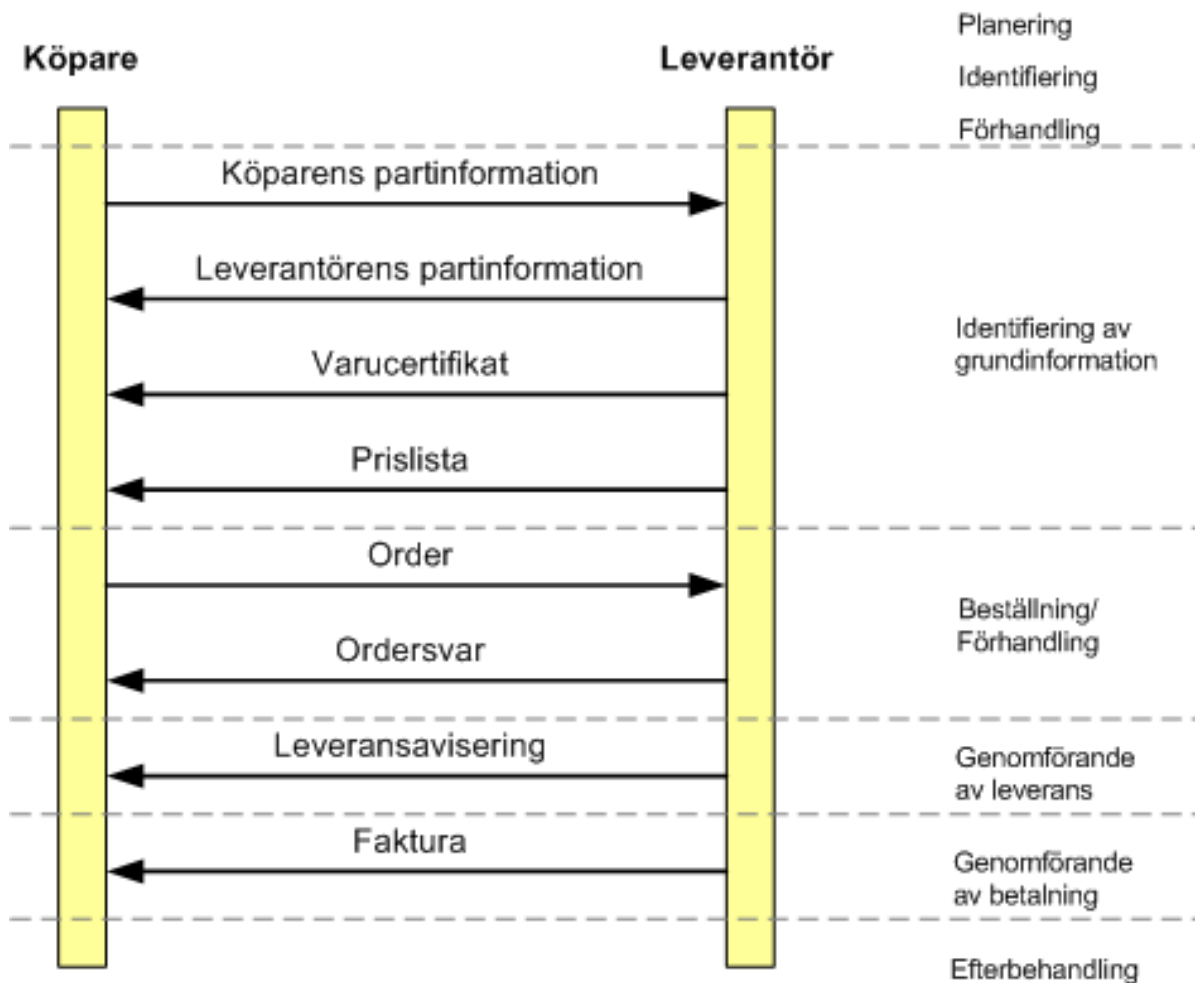 Planering
Köpare
Leverantör
Identifiering
Förhandling
Köparens partinformation
Leverantörens partinformation
Identifiering av
grundinformation
Varucertifikat
Prislista
Order
Beställning/
Förhandling
Ordersvar
Leveransavisering
Genomförande
av leverans
Faktura
Genomförande
av betalning
Efterbehandling